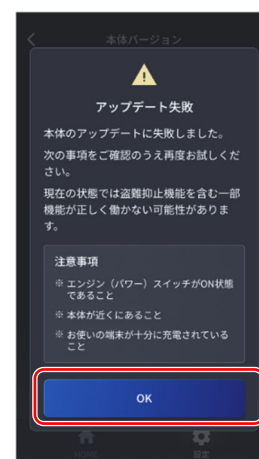 本体バージョン
アップデート失敗
本体のアップデートに失敗しました。
次の事項をご確認のうえ再度お試しくだ
さい。
現在の状態では盗難抑止機能を含む一部
機能が正しく働かない可能性がありま
す。
注意事項
※ エンジン（パワー）スイッチがON状態
であること
※ 本体が近くにあること
※ お使いの端末が十分に充電されている
こと
OK
HOME
設定